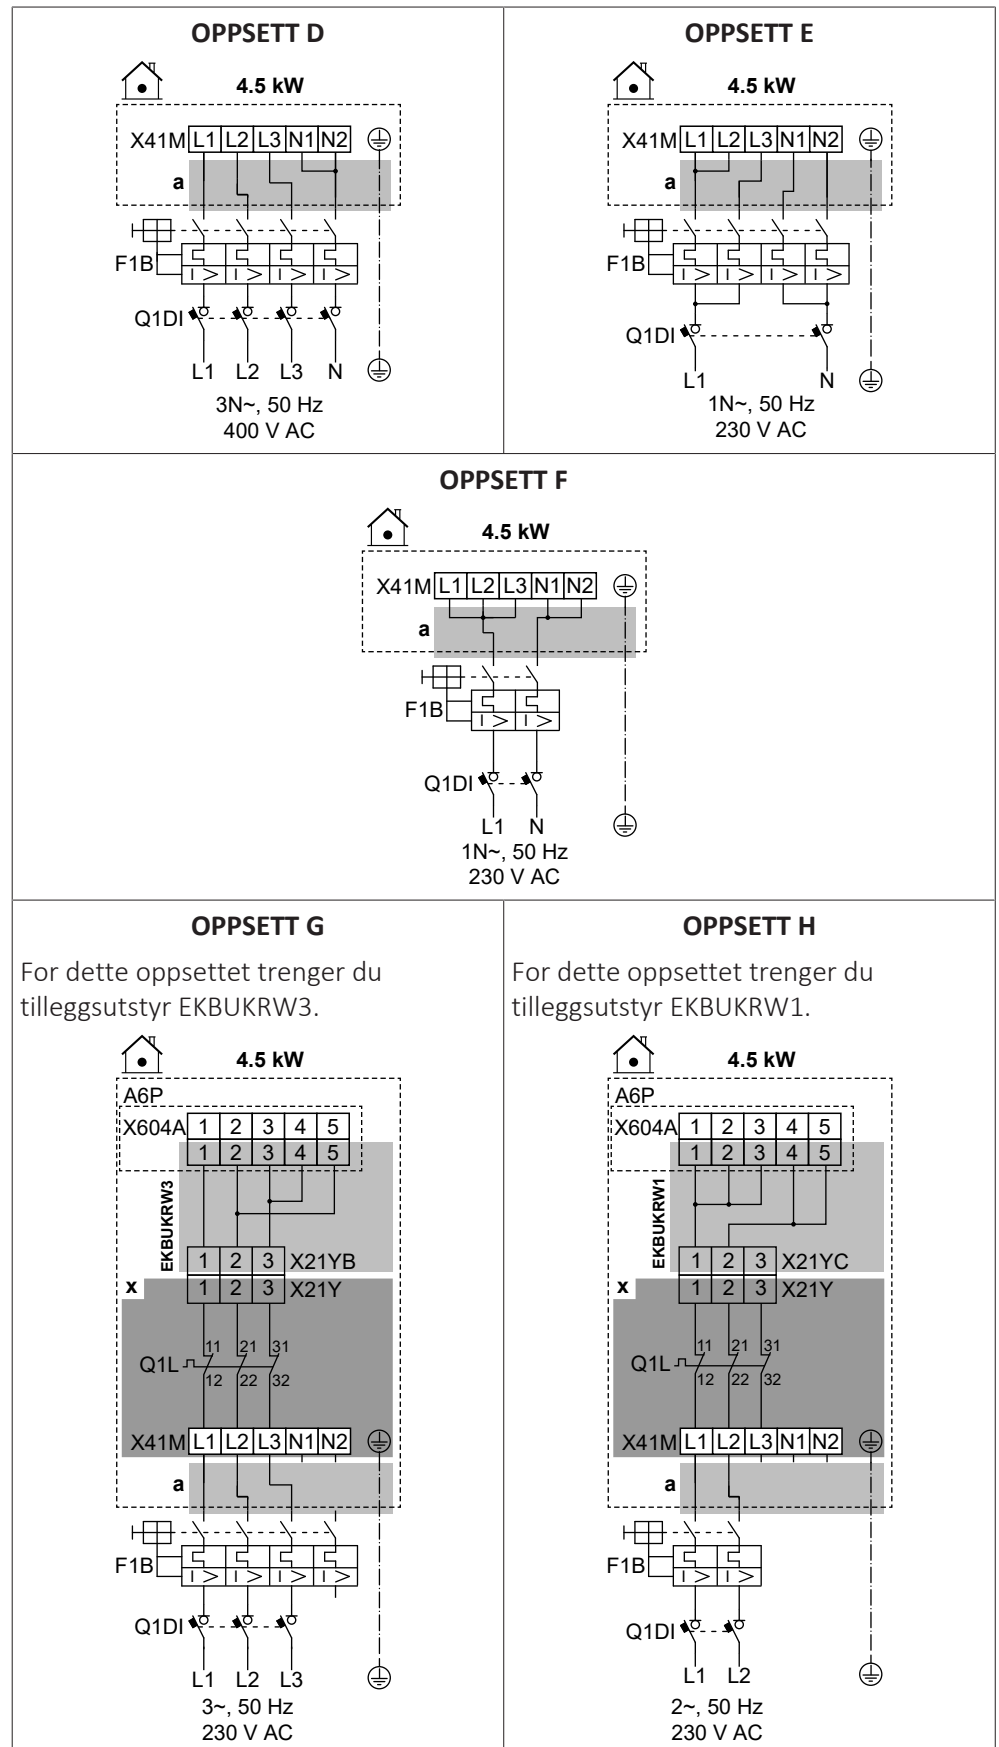 OPPSETT D
4.5 kW
X41M L1 L2 L3 N1 N2
a
F1B
I > I > I > I >
Q1DI
L1 L2 L3 N
3N~, 50 Hz
400 V AC
OPPSETT E
4.5 kW
X41M L1 L2 L3 N1 N2
a
F1B
I > I > I > I >
Q1DI
L1 N
1N~, 50 Hz
230 V AC
OPPSETT F
4.5 kW
X41M L1 L2 L3 N1 N2
a
F1B
I > I >
Q1DI
L1 N
1N~, 50 Hz
230 V AC
OPPSETT G
For dette oppsettet trenger du
tilleggsutstyr EKBUKRW3.
4.5 kW
A6P
X604A 1 2 3 4 5
1 2 3 4 5
EKBUKRW3
1 2 3 X21YB
x
1 2 3 X21Y
11 21 31
Q1L
12 22 32
X41M L1 L2 L3 N1 N2
a
F1B
I > I > I > I >
Q1DI
L1 L2 L3
3~, 50 Hz
230 V AC
OPPSETT H
For dette oppsettet trenger du
tilleggsutstyr EKBUKRW1.
4.5 kW
A6P
X604A 1 2 3 4 5
1 2 3 4 5
EKBUKRW1
1 2 3 X21YC
x
1 2 3 X21Y
11 21 31
Q1L
12 22 32
X41M L1 L2 L3 N1 N2
a
F1B
I > I >
Q1DI
L1 L2
2~, 50 Hz
230 V AC